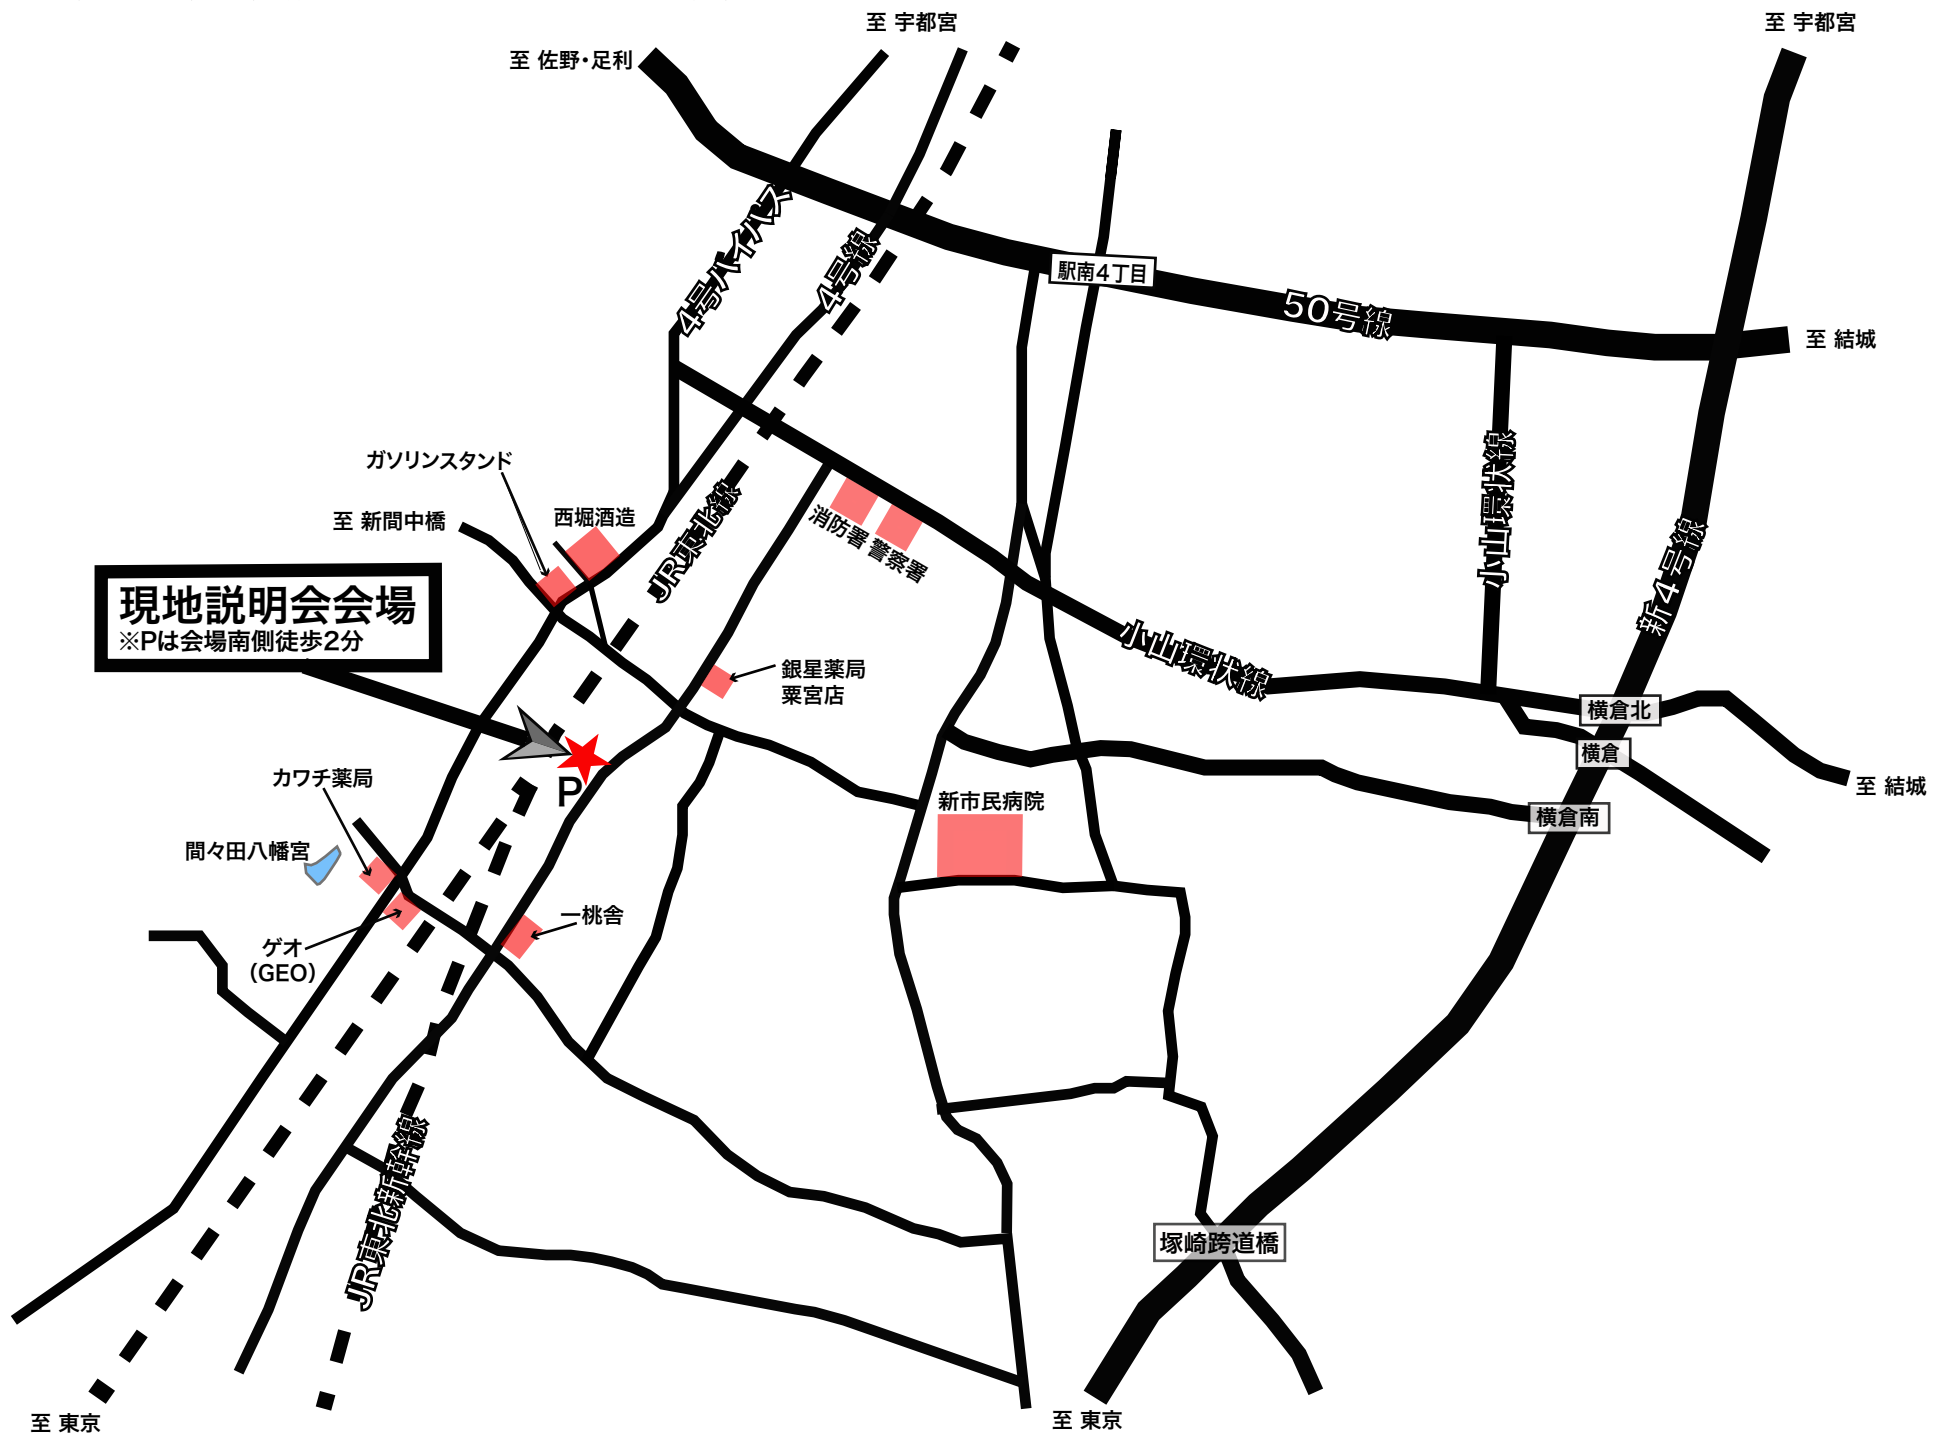 至 宇都宮
至 宇都宮
至 佐野・足利
4号バイパス
4号線
駅南4丁目
50号線
至 結城
ガソリンスタンド
至 新間中橋
西堀酒造
JR東北線
消防署
警察署
小山環状線
新4号線
現地説明会会場
※Pは会場南側徒歩2分
小山環状線
銀星薬局
粟宮店
横倉北
横倉
至 結城
カワチ薬局
P
新市民病院
横倉南
間々田八幡宮
一桃舎
ゲオ
（GEO）
JR東北新幹線
塚崎跨道橋
至 東京
至 東京